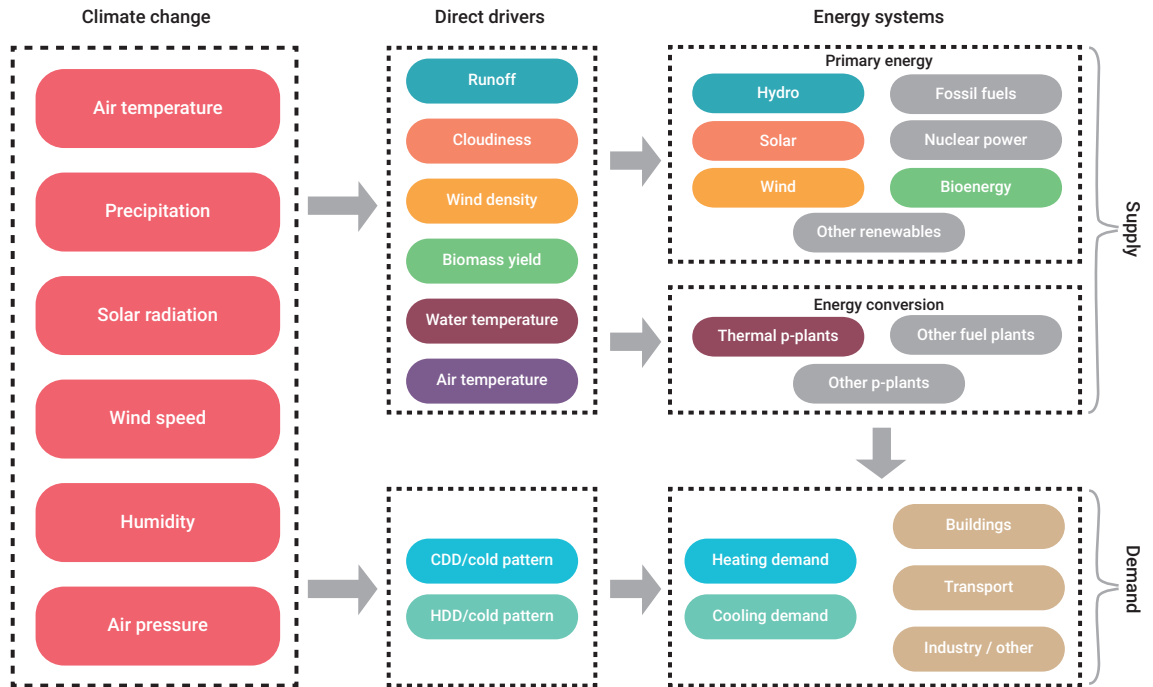 Climate change
Air temperature
Precipitation
Solar radiation
Wind speed
Humidity
Air pressure
Direct drivers
Runoff
Cloudiness
Wind density
Biomass yield
Water temperature
Air temperature
CDD/cold pattern
HDD/cold pattern
Energy systems
Primary energy
Hydro
Fossil fuels
Solar
Nuclear power
Wind
Bioenergy
Other renewables
Energy conversion
Thermal p-plants
Other fuel plants
Other p-plants
Supply
Heating demand
Cooling demand
Buildings
Transport
Industry / other
Demand